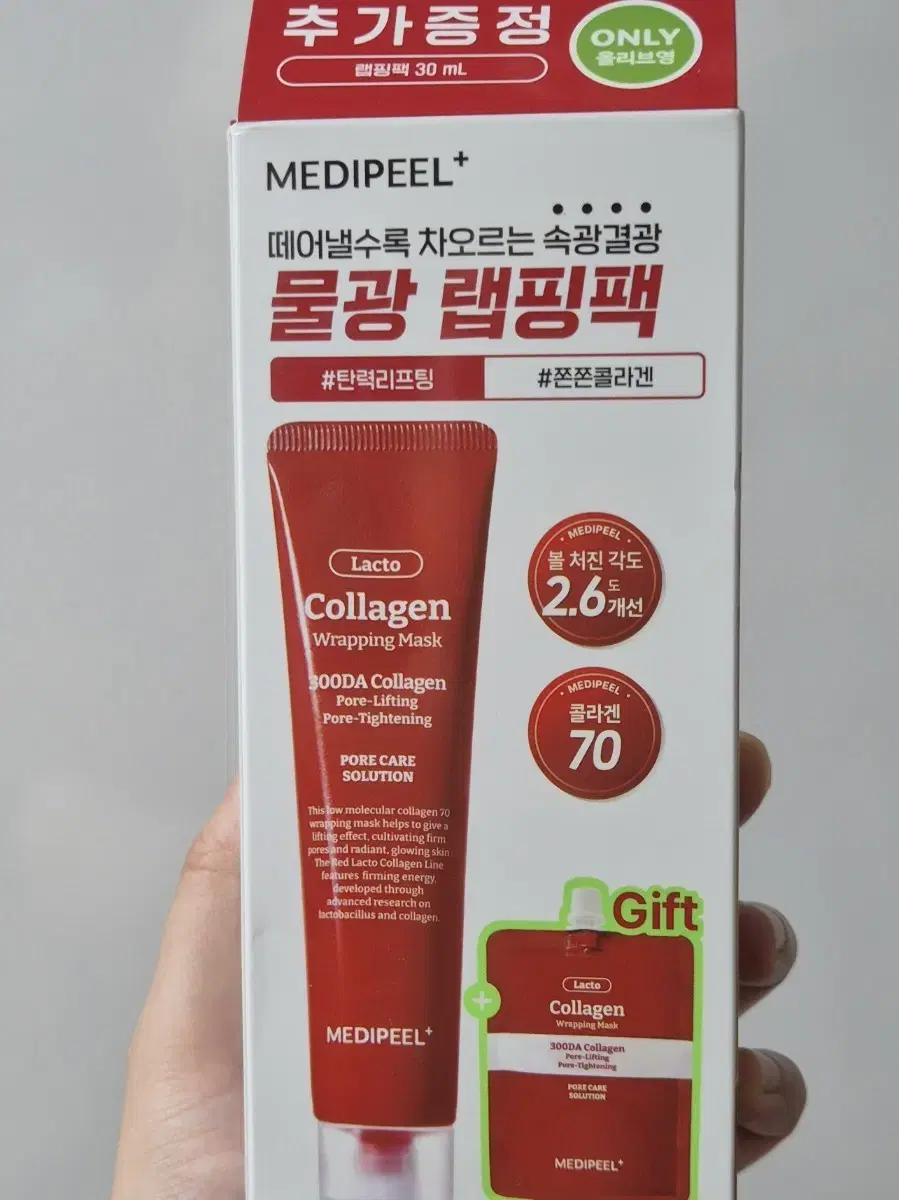 추가증정
랩핑팩 30 mL
ONLY
올리브영
MEDIPEEL+
떼어낼수록 차오르는 속광결광
물광 랩핑팩
#탄력리프팅
#쫀쫀콜라겐
Lacto
Collagen
Wrapping Mask
300DA Collagen
Pore-Lifting
Pore-Tightening
PORE CARE
SOLUTION
This low molecular collagen 70
wrapping mask helps to give a
lifting effect, cultivating firm
pores and radiant, glowing skin.
The Red Lacto Collagen Line
features firming energy,
developed through
advanced research on
lactobacillus and collagen.
MEDIPEEL+
MEDIPEEL
볼 처진 각도
2.6도
개선
MEDIPEEL
콜라겐
70
Gift
+
Lacto
Collagen
Wrapping Mask
300DA Collagen
Pore-Lifting
Pore-Tightening
PORE CARE
SOLUTION
MEDIPEEL+